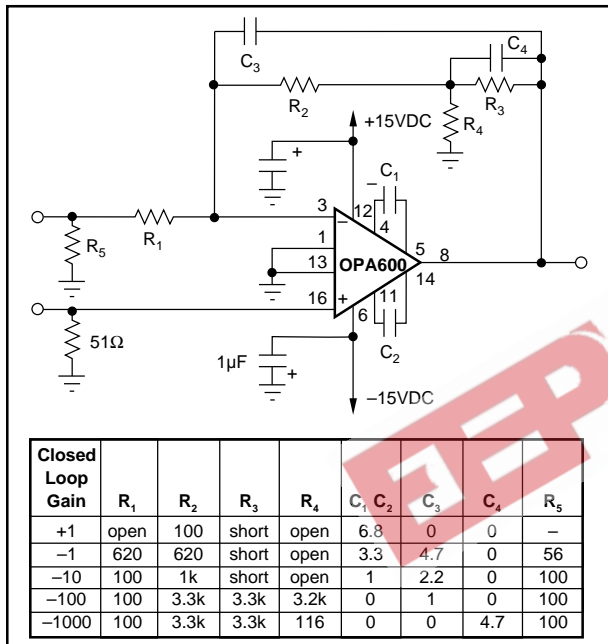 C3
C4
R2
R3
R4
+15VDC
+
– C1
3
12
4
–
R5
R1
1
5
8
OPA600
13
14
16
+
11
6
51Ω
C2
1µF
+
–15VDC
Closed Loop Gain R1 R2 R3 R4 C1 C2 C3 C4 R5
+1 open 100 short open 6.8 0 0 –
–1 620 620 short open 3.3 4.7 0 56
–10 100 1k short open 1 2.2 0 100
–100 100 3.3k 3.3k 3.2k 0 1 0 100
–1000 100 3.3k 3.3k 116 0 0 4.7 100
EEP